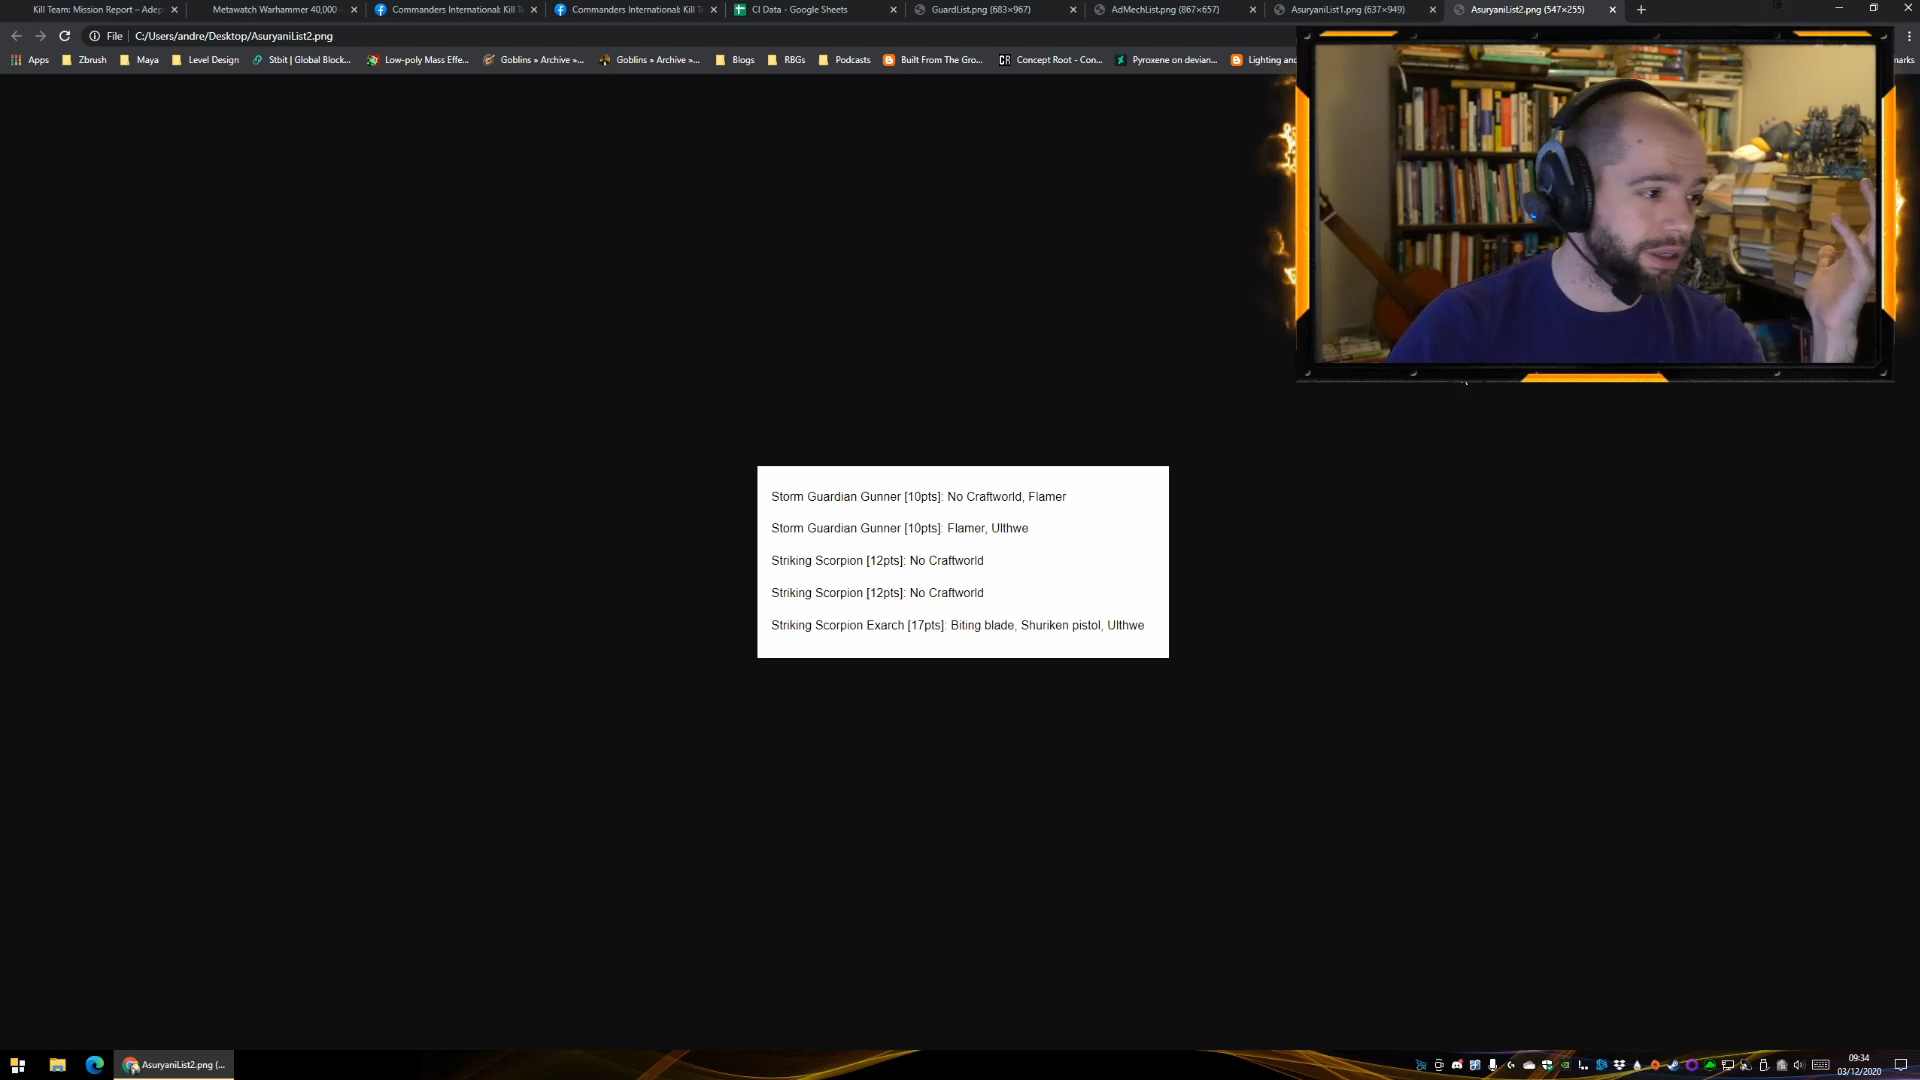 Kill Team: Mission Report – Adep
Metawatch Warhammer 40,000
Commanders International: Kill T
Commanders International: Kill T
CI Data - Google Sheets
GuardList.png (683×967)
AdMechList.png (867×657)
AsuryaniList1.png (637×949)
AsuryaniList2.png (547×255)
File
C:/Users/andre/Desktop/AsuryaniList2.png
Apps
Zbrush
Maya
Level Design
Stbit | Global Block...
Low-poly Mass Effe...
Goblins » Archive »...
Goblins » Archive »...
Blogs
RBGs
Podcasts
Built From The Gro...
CR Concept Root - Con...
Pyroxene on devian...
Lighting and
marks
Storm Guardian Gunner [10pts]: No Craftworld, Flamer
Storm Guardian Gunner [10pts]: Flamer, Ulthwe
Striking Scorpion [12pts]: No Craftworld
Striking Scorpion [12pts]: No Craftworld
Striking Scorpion Exarch [17pts]: Biting blade, Shuriken pistol, Ulthwe
AsuryaniList2.png (...
09:34
03/12/2020